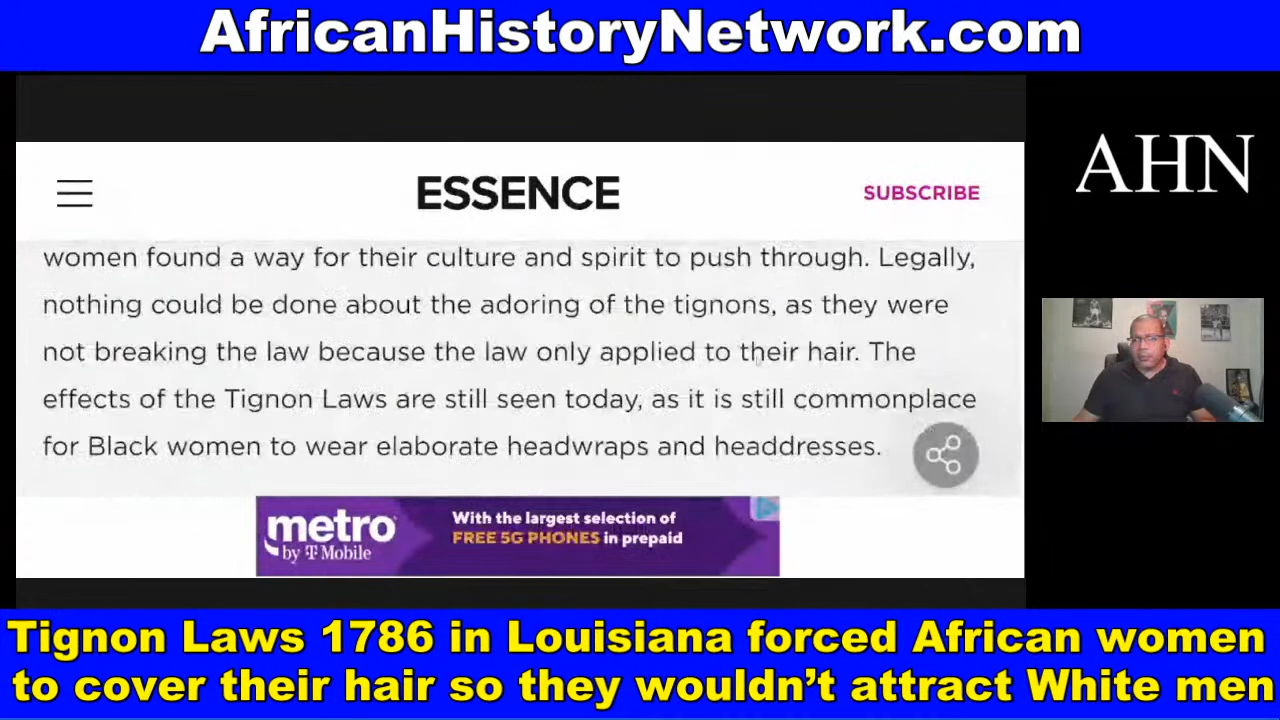 AfricanHistoryNetwork.com
AHN
ESSENCE
SUBSCRIBE
women found a way for their culture and spirit to push through. Legally,
nothing could be done about the adoring of the tignons, as they were
not breaking the law because the law only applied to their hair. The
effects of the Tignon Laws are still seen today, as it is still commonplace
for Black women to wear elaborate headwraps and headdresses.
metro
by T Mobile
With the largest selection of
FREE 5G PHONES in prepaid
Tignon Laws 1786 in Louisiana forced African women
to cover their hair so they wouldn’t attract White men